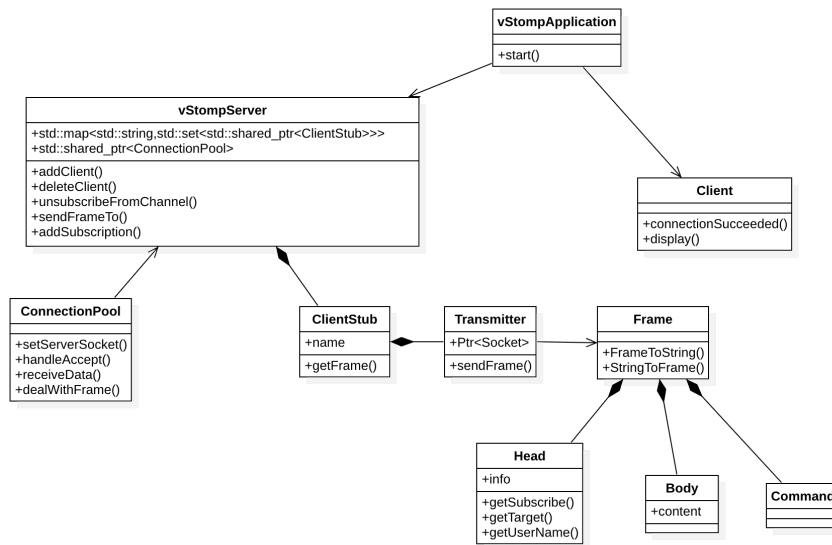 vStompApplication
+start()
vStompServer
+std::map<std::string,std::set<std::shared_ptr<ClientStub>>>
+std::shared_ptr<ConnectionPool>
+addClient()
+deleteClient()
+unsubscribeFromChannel()
+sendFrameTo()
+addSubscription()
Client
+connectionSucceeded()
+display()
ConnectionPool
+setServerSocket()
+handleAccept()
+receiveData()
+dealWithFrame()
ClientStub
+name
+getFrame()
Transmitter
+Ptr<Socket>
+sendFrame()
Frame
+FrameToString()
+StringToFrame()
Head
+info
+getSubscribe()
+getTarget()
+getUserName()
Body
+content
Command